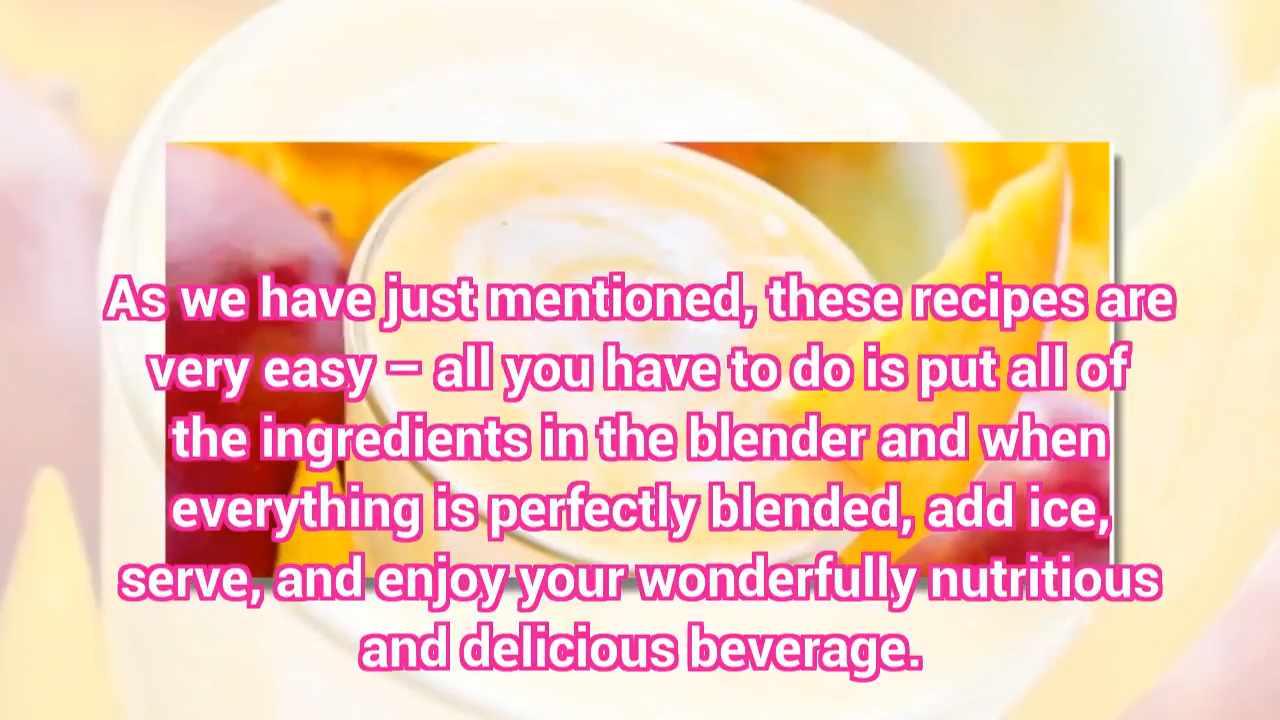 As we have just mentioned, these recipes are
very easy – all you have to do is put all of
the ingredients in the blender and when
everything is perfectly blended, add ice,
serve, and enjoy your wonderfully nutritious
and delicious beverage.